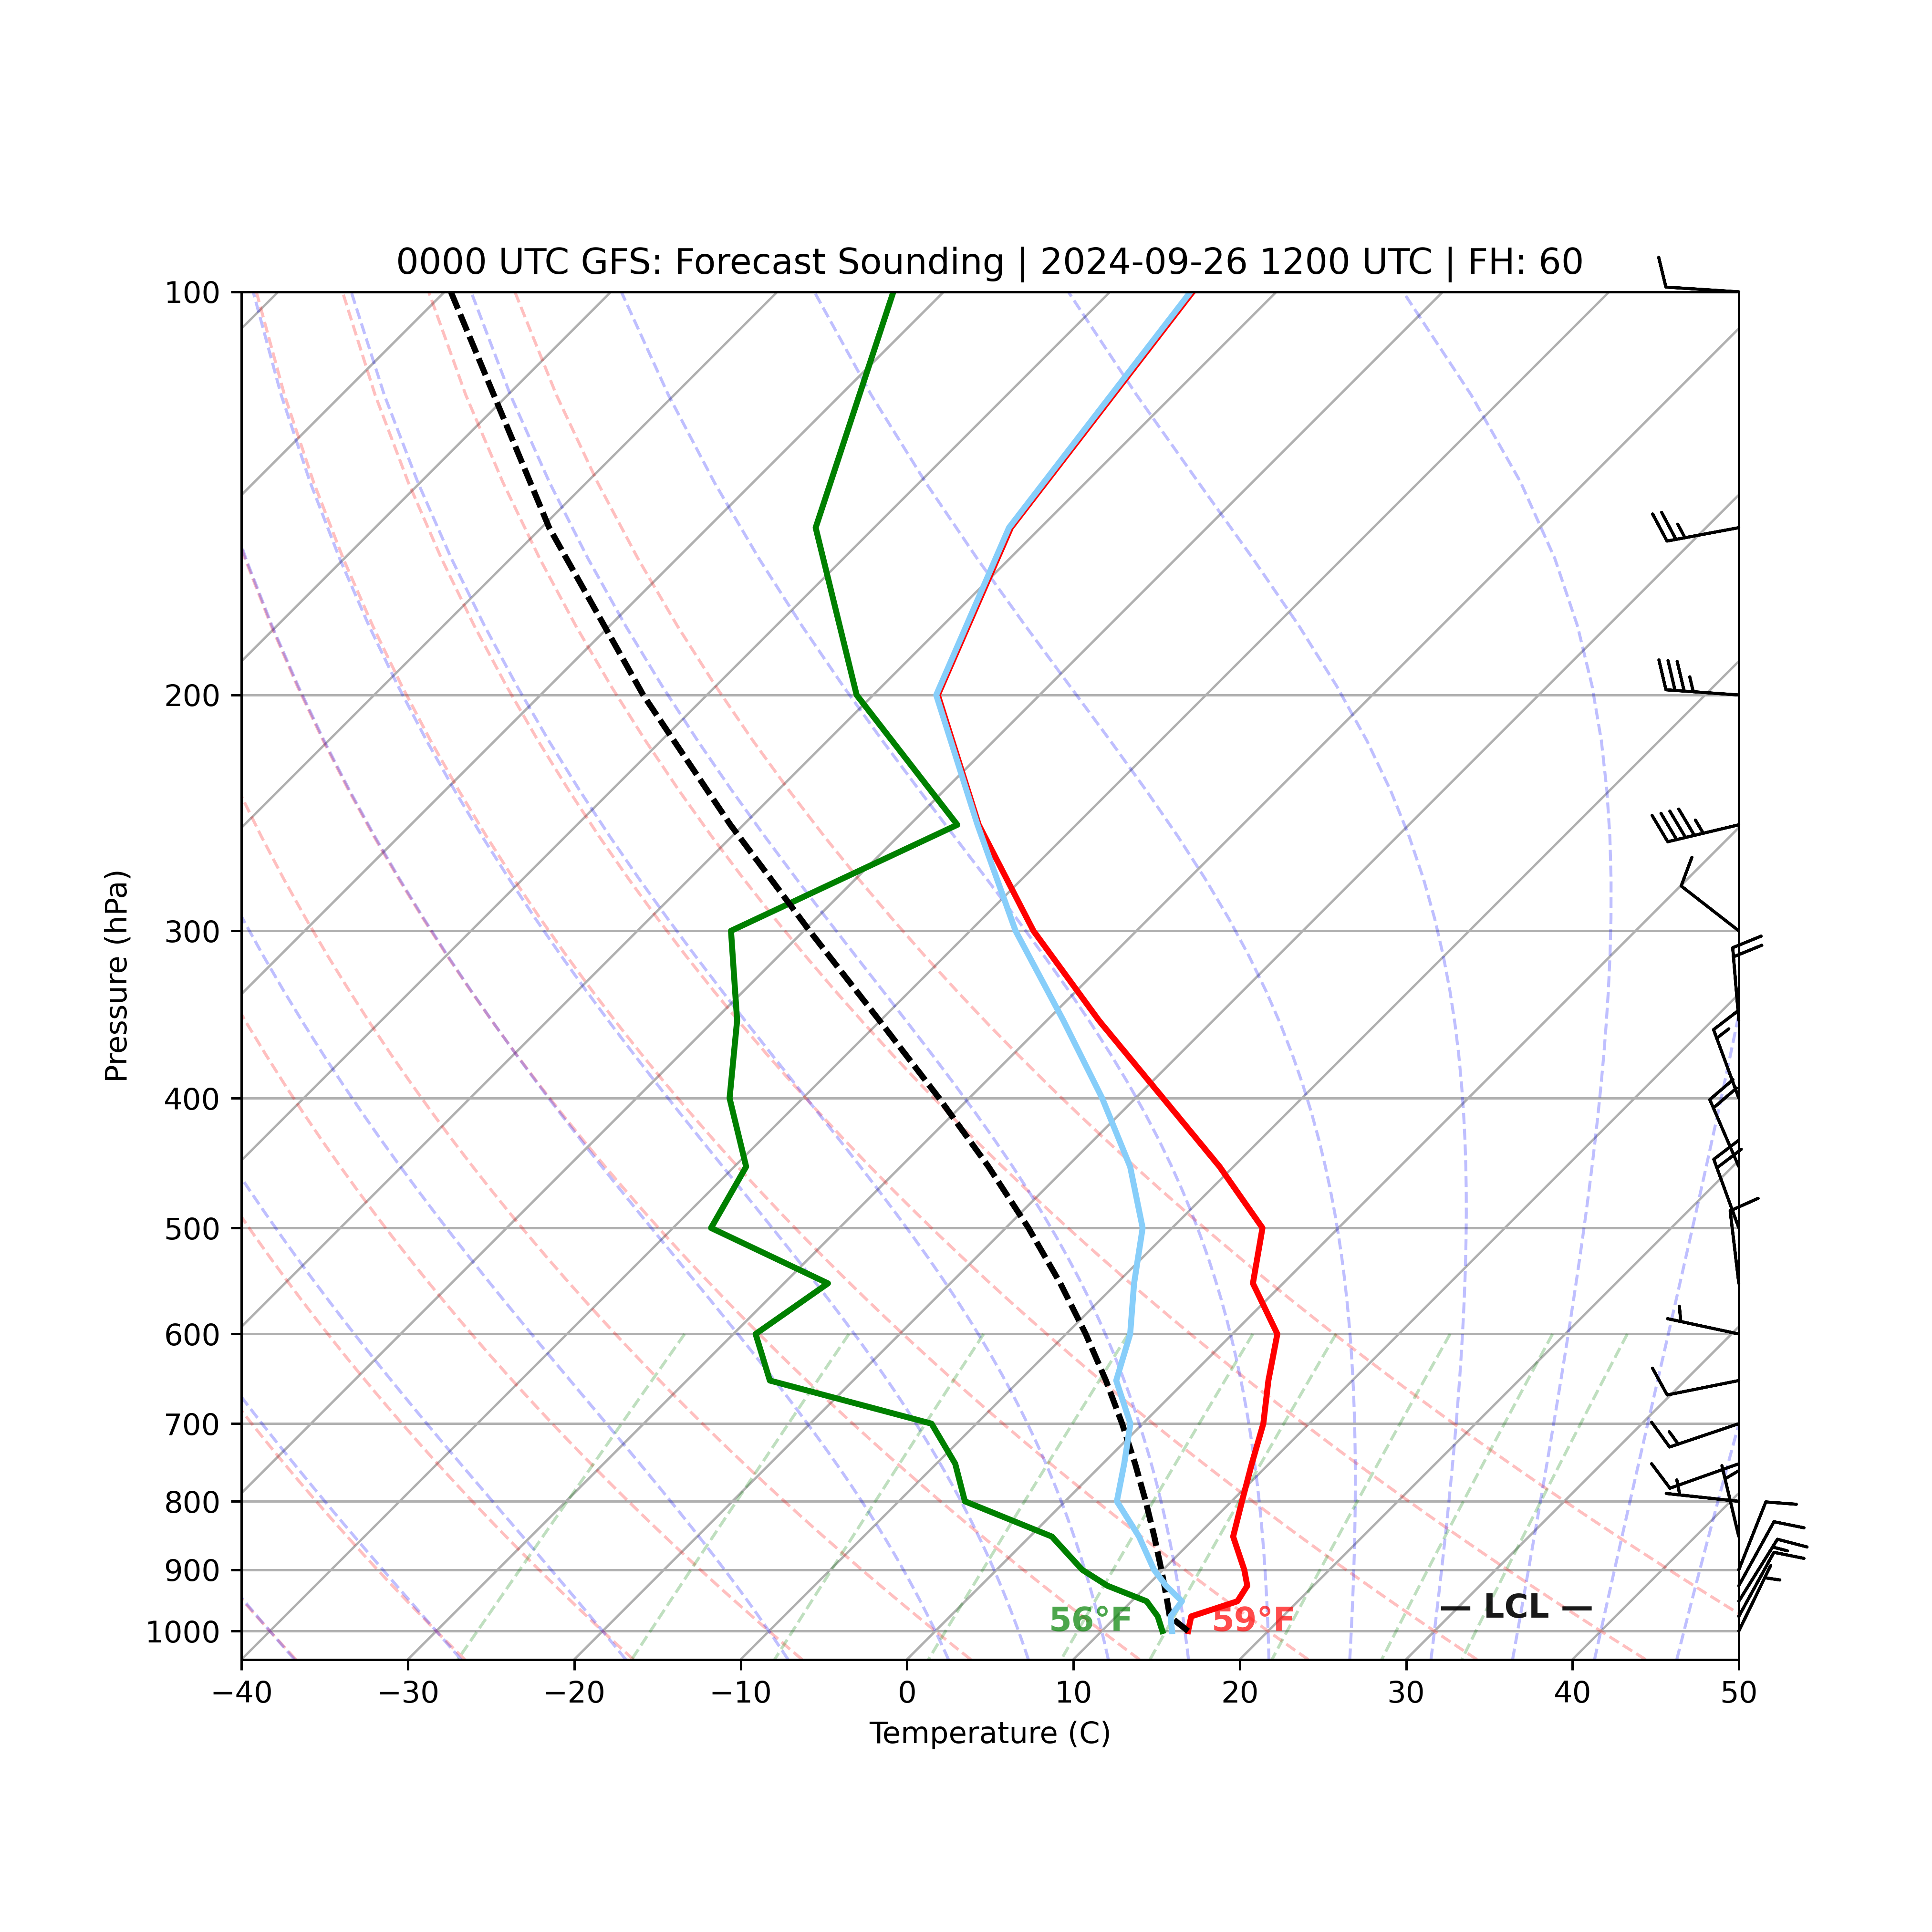 0000 UTC GFS: Forecast Sounding | 2024-09-26 1200 UTC | FH: 60
100
200
300
400
500
600
700
800
900
1000
Pressure (hPa)
56°F
59°F
— LCL —
−40 −30 −20 −10 0 10 20 30 40 50
Temperature (C)